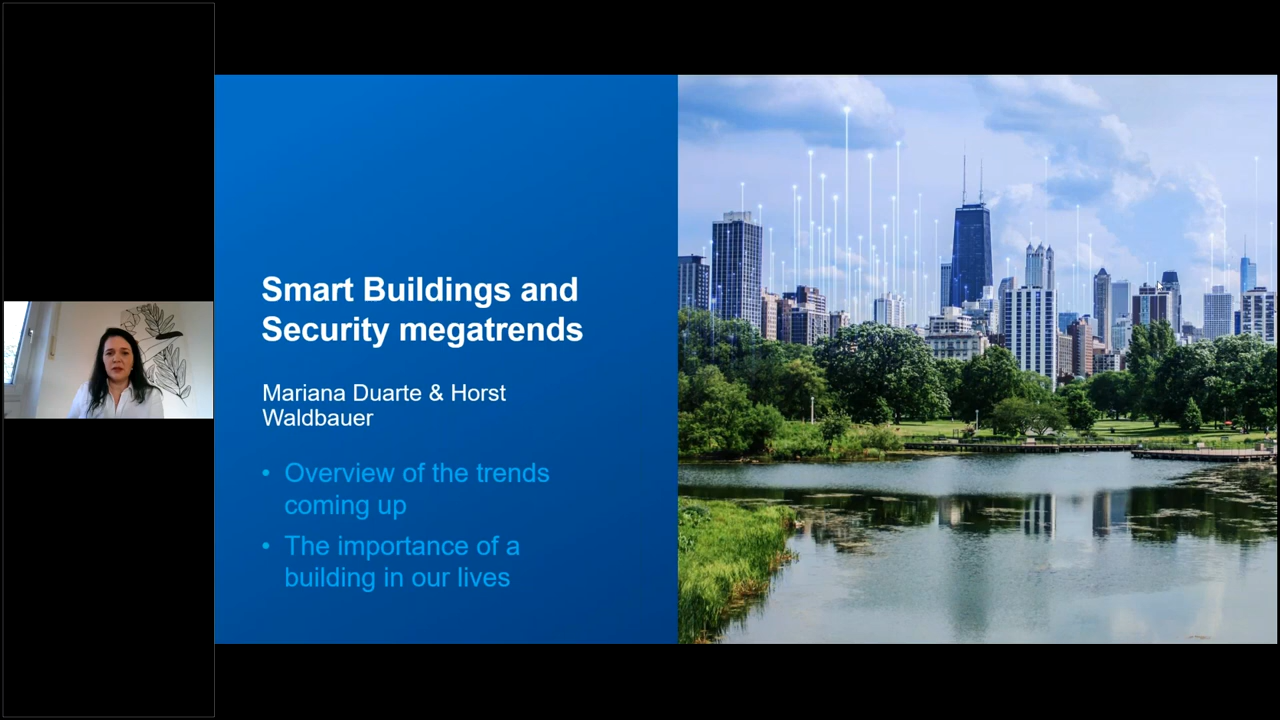 Smart Buildings and
Security megatrends
Mariana Duarte & Horst
Waldbauer
• Overview of the trends
coming up
• The importance of a
building in our lives